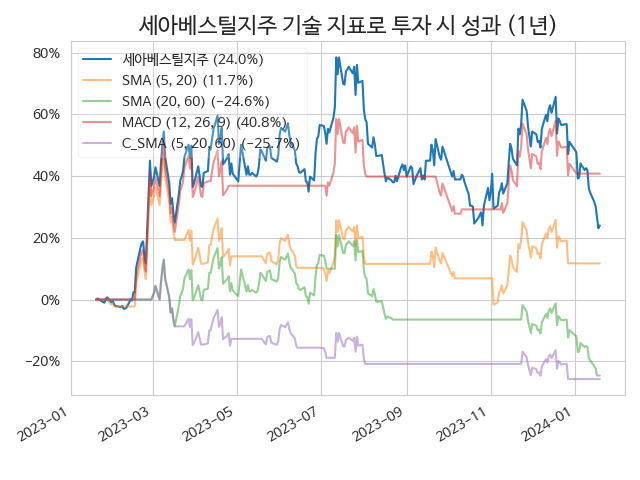 세아베스틸지주 기술 지표로 투자 시 성과 (1년)
80%
60%
40%
20%
0%
−20%
세아베스틸지주 (24.0%)
SMA (5, 20) (11.7%)
SMA (20, 60) (−24.6%)
MACD (12, 26, 9) (40.8%)
C_SMA (5, 20, 60) (−25.7%)
2023−01
2023−03
2023−05
2023−07
2023−09
2023−11
2024−01